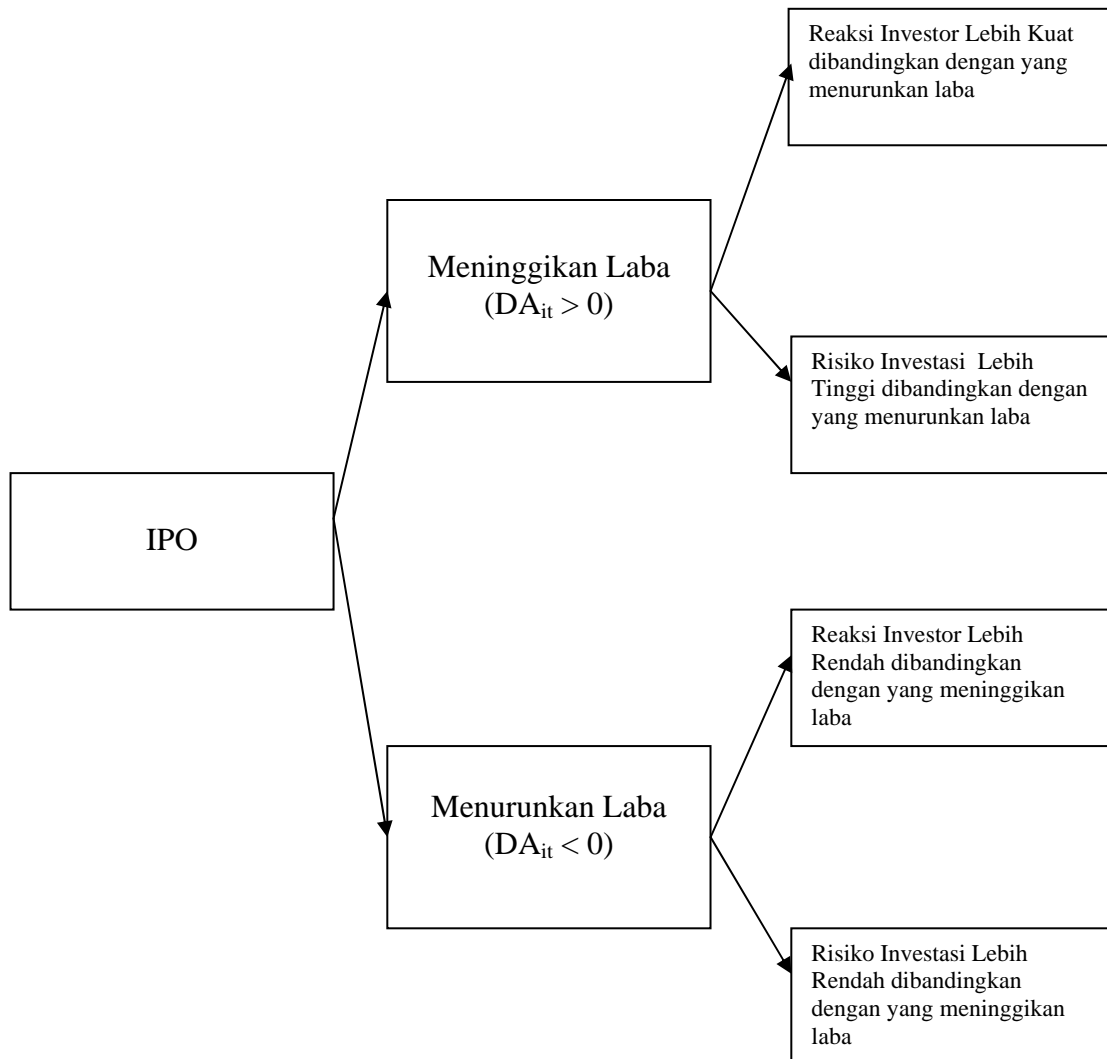 Reaksi Investor Lebih Kuat
dibandingkan dengan yang
menurunkan laba
Meninggikan Laba
(DAit > 0)
Risiko Investasi  Lebih
Tinggi dibandingkan dengan
yang menurunkan laba
IPO
Reaksi Investor Lebih
Rendah dibandingkan
dengan yang meninggikan
laba
Menurunkan Laba
(DAit < 0)
Risiko Investasi Lebih
Rendah dibandingkan
dengan yang meninggikan
laba